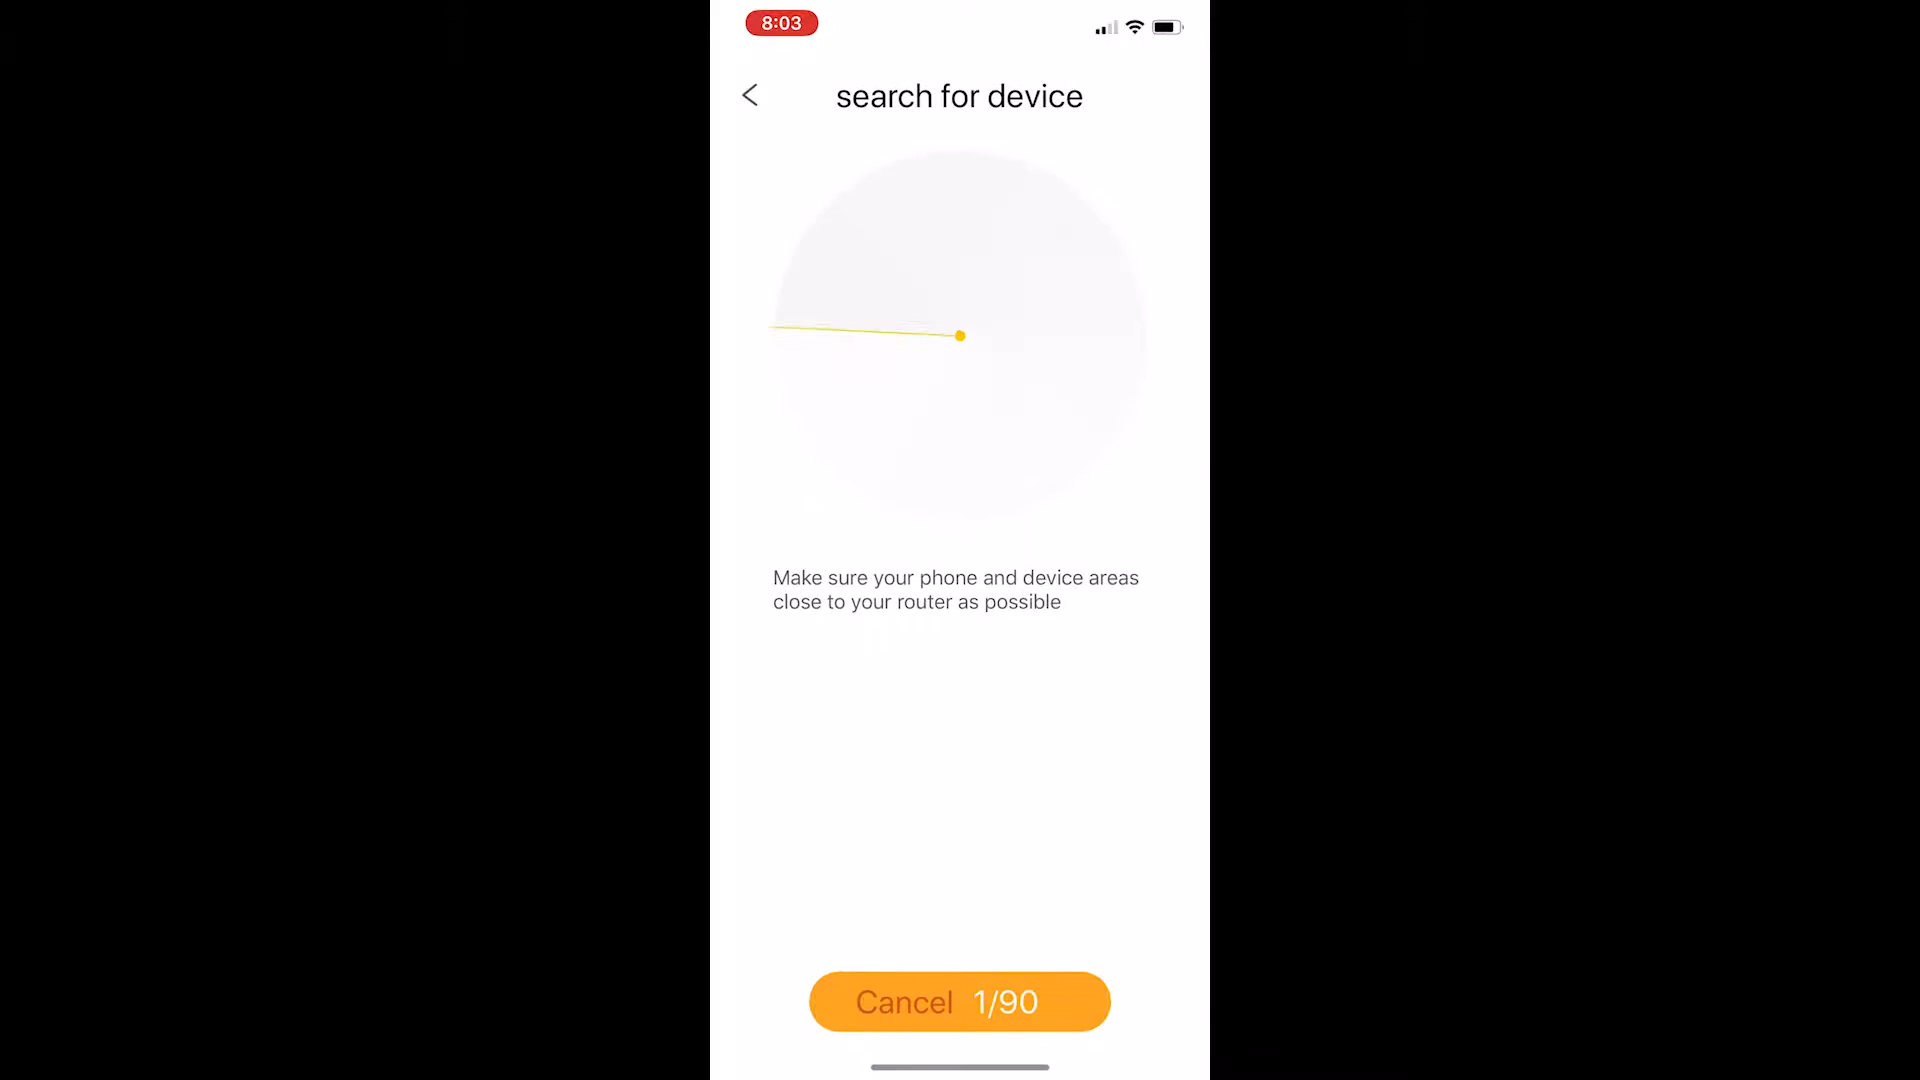 8:03
search for device
Make sure your phone and device areas
close to your router as possible
Cancel 1/90